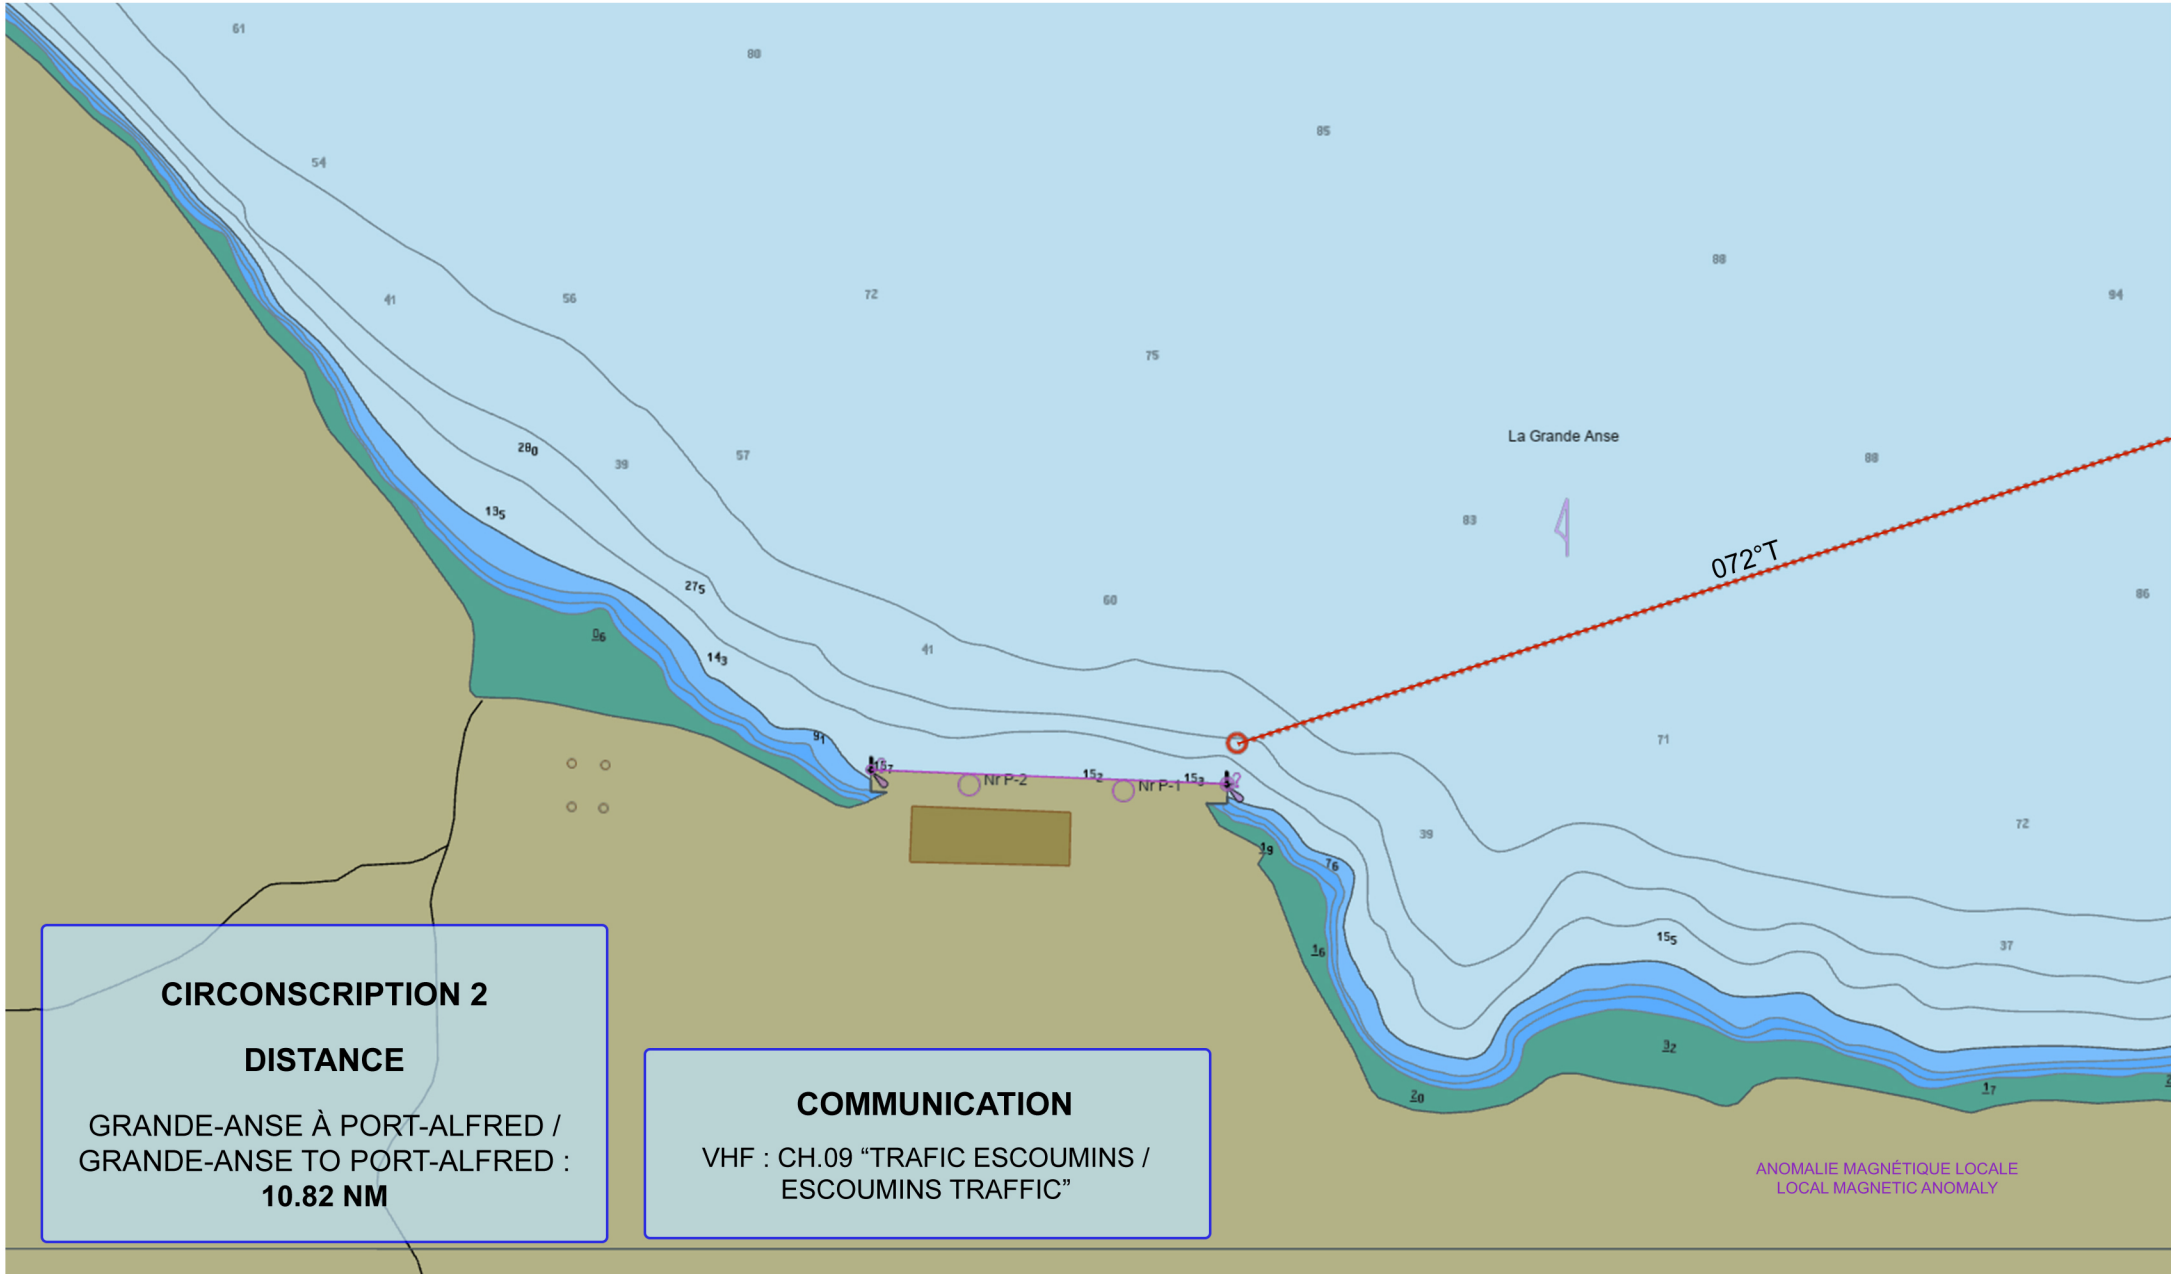 61
80
85
54
88
94
41
56
72
75
La Grande Anse
28₀
39
57
88
13₅
83
072°T
27₅
86
60
0₆
41
14₃
9₁
71
15₇
Nr P-2
15₂
Nr P-1
15₃
2
72
39
1₉
7₆
15₅
37
1₆
3₂
1₇
2₀
CIRCONSCRIPTION 2
DISTANCE
GRANDE-ANSE À PORT-ALFRED /
GRANDE-ANSE TO PORT-ALFRED :
10.82 NM
COMMUNICATION
VHF : CH.09 “TRAFIC ESCOUMINS /
ESCOUMINS TRAFFIC”
ANOMALIE MAGNÉTIQUE LOCALE
LOCAL MAGNETIC ANOMALY